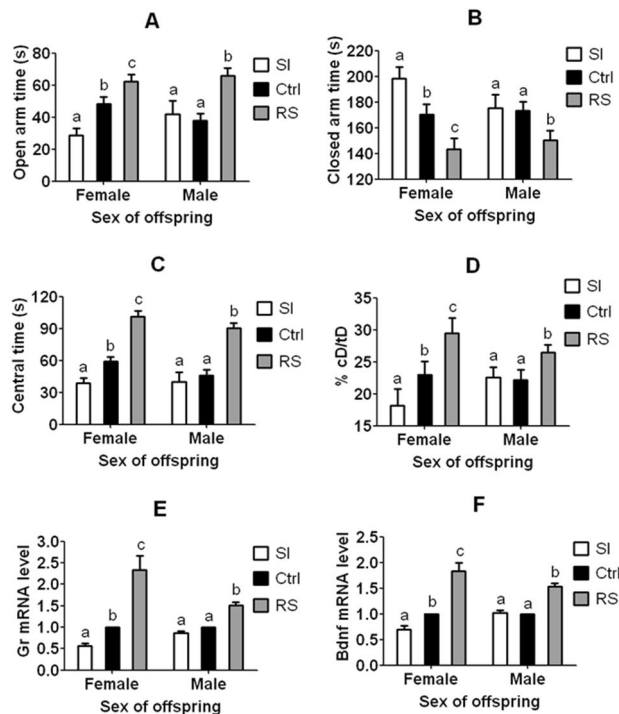 A
Open arm time (s)
80
60
40
20
0
a
b
c
a
a
b
SI
Ctrl
RS
Female
Male
Sex of offspring
B
Closed arm time (s)
220
200
180
160
140
120
a
b
c
a
a
b
SI
Ctrl
RS
Female
Male
Sex of offspring
C
Central time (s)
120
90
60
30
0
a
b
c
a
a
b
SI
Ctrl
RS
Female
Male
Sex of offspring
D
% cD/tD
35
30
25
20
15
a
b
c
a
a
b
SI
Ctrl
RS
Female
Male
Sex of offspring
E
Gr mRNA level
3.0
2.5
2.0
1.5
1.0
0.5
0.0
a
b
c
a
a
b
SI
Ctrl
RS
Female
Male
Sex of offspring
F
Bdnf mRNA level
2.5
2.0
1.5
1.0
0.5
0.0
a
b
c
a
a
b
SI
Ctrl
RS
Female
Male
Sex of offspring